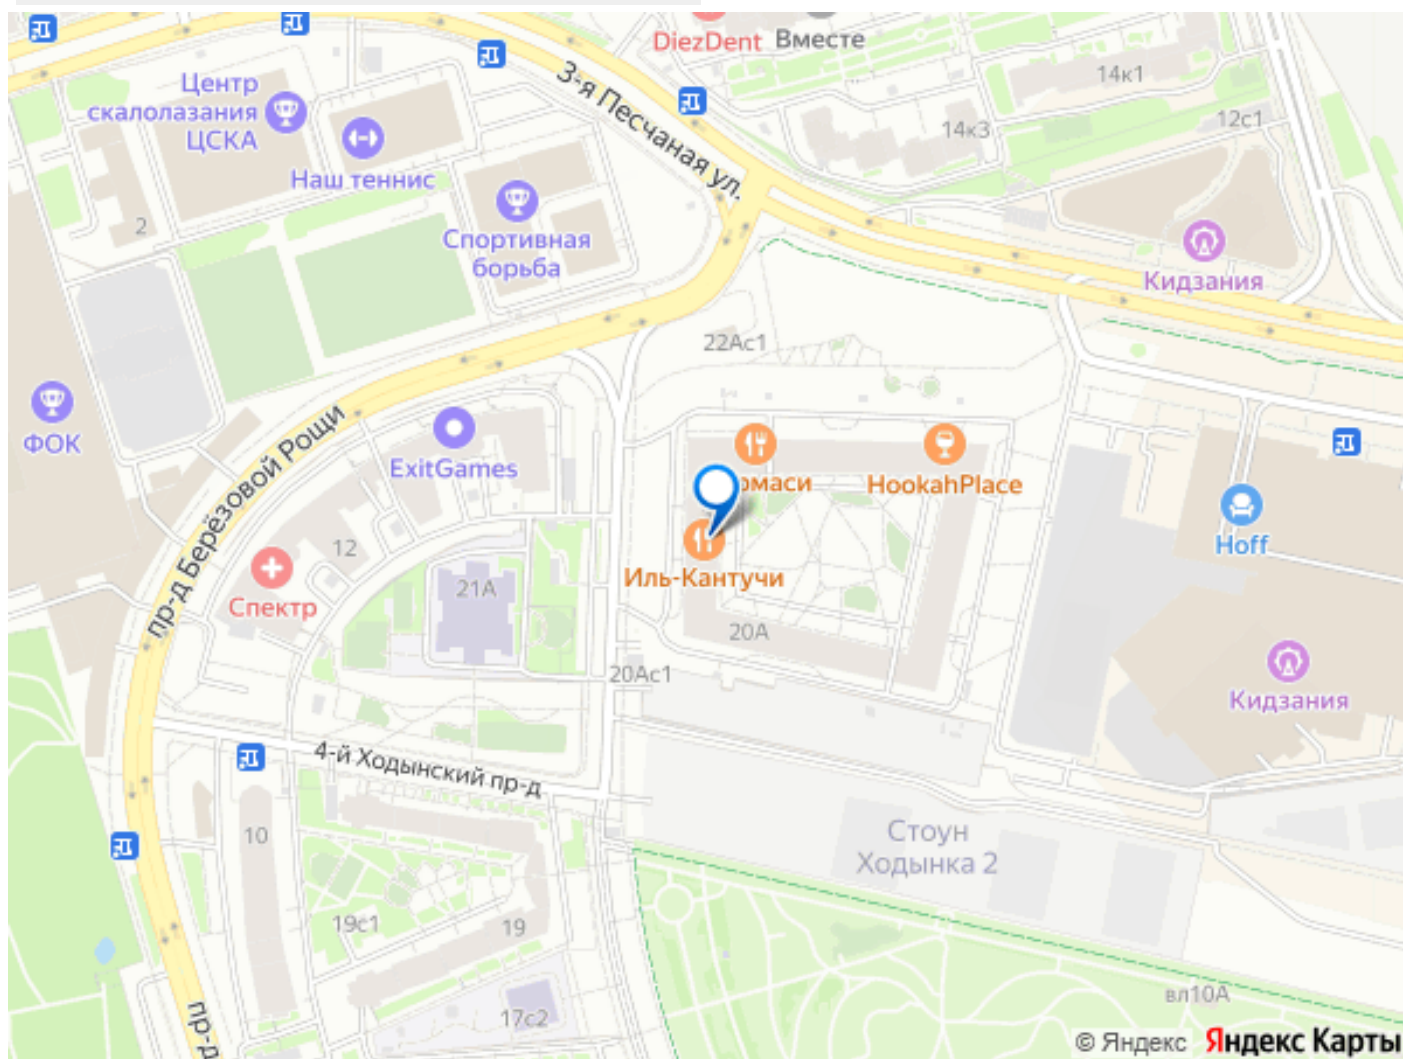 DiezDent
Вместе
14к1
Центр
скалолазания
ЦСКА
3-я Песчаная ул.
12с1
14к3
Наш теннис
2
Спортивная
борьба
Кидзания
22Ас1
ФОК
ExitGames
HookahPlace
пр-д Берёзовой Рощи
Иль-Кантучи
Hoff
12
21А
Спектр
20А
20Ас1
Кидзания
4-й Ходынский пр-д
10
Стоун
Ходынка 2
19с1
19
17с2
вл10А
пр-д
© Яндекс
Яндекс Карты